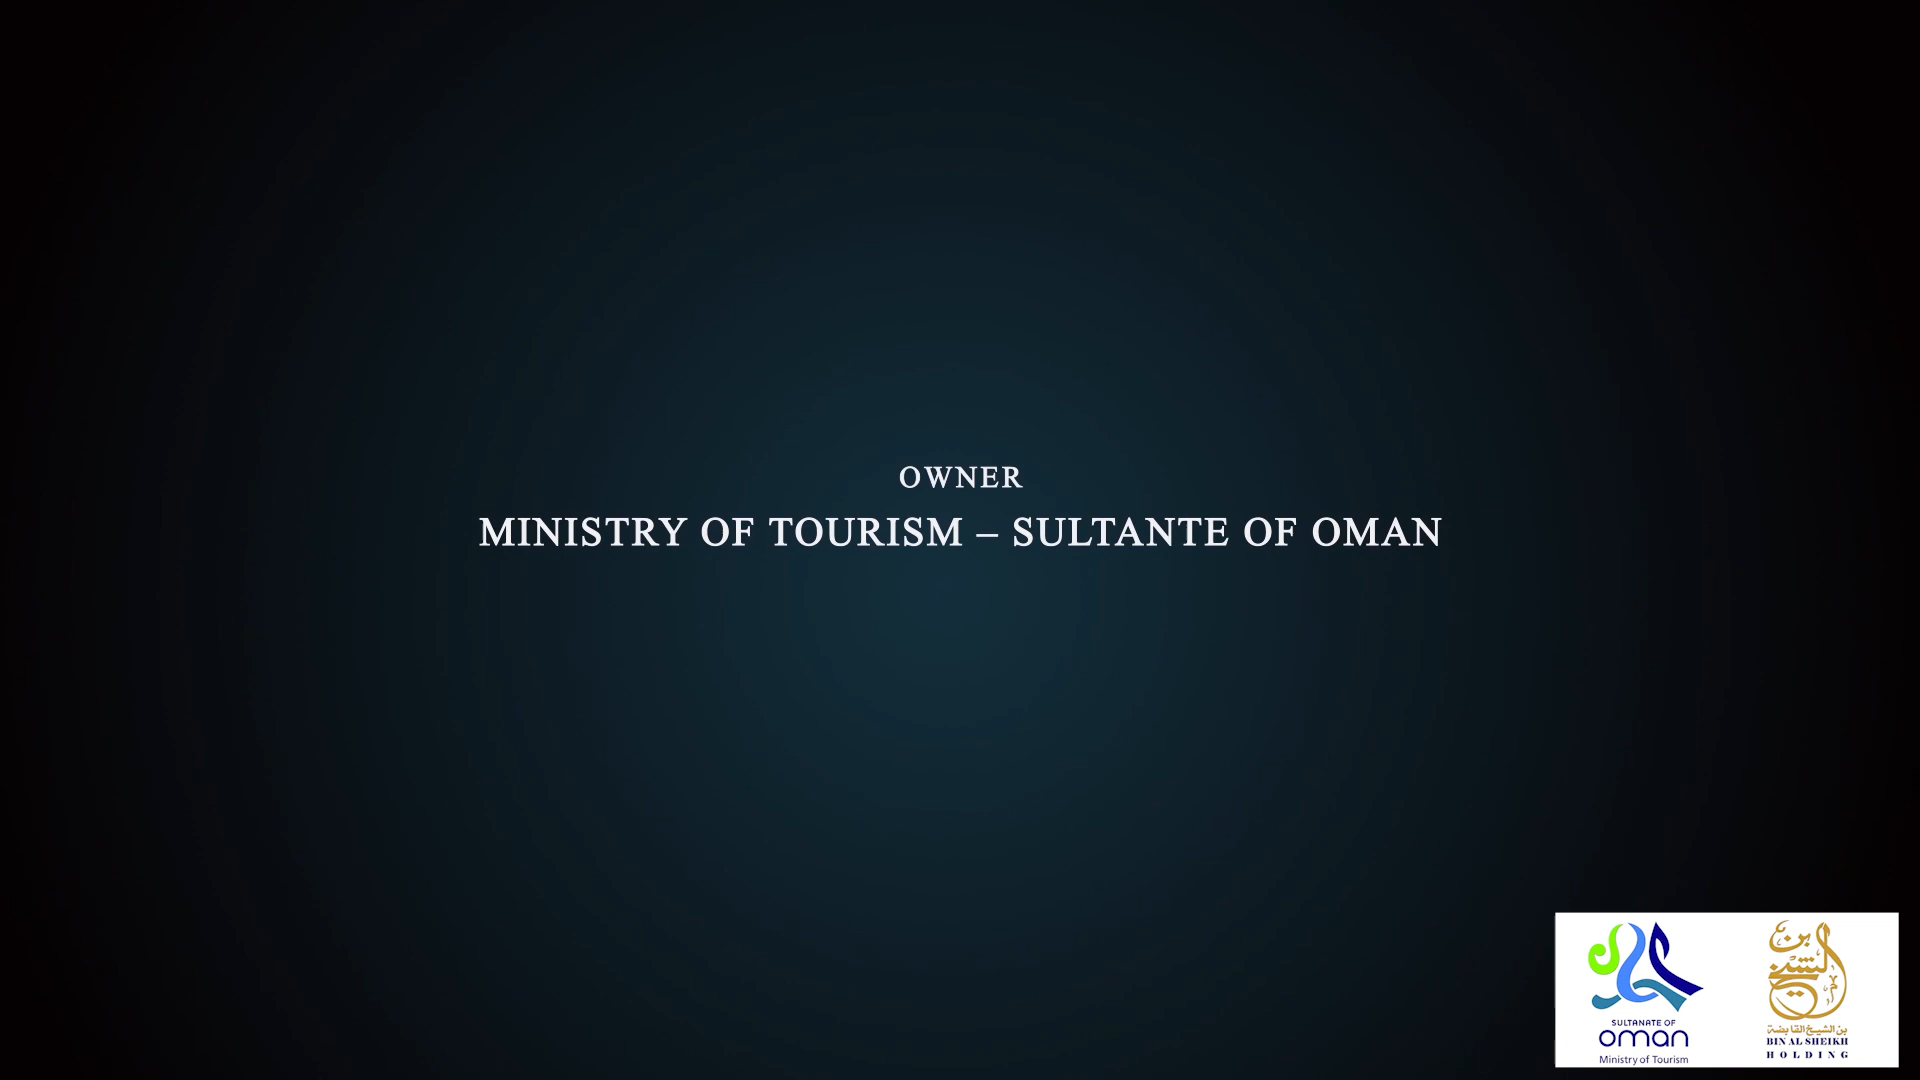 OWNER
MINISTRY OF TOURISM – SULTANTE OF OMAN
SULTANATE OF
oman
Ministry of Tourism
بن الشيخ
بن الشيخ القابضة
BIN AL SHEIKH
HOLDING